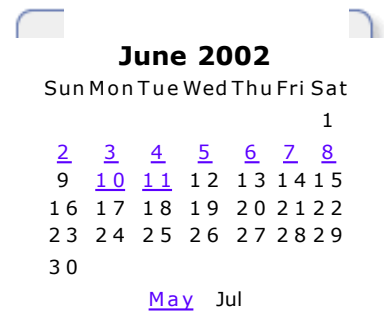 June 2002
Sun Mon Tue Wed Thu Fri Sat
1
2 3 4 5 6 7 8
9 10 11 12 13 14 15
16 17 18 19 20 21 22
23 24 25 26 27 28 29
30
May Jul